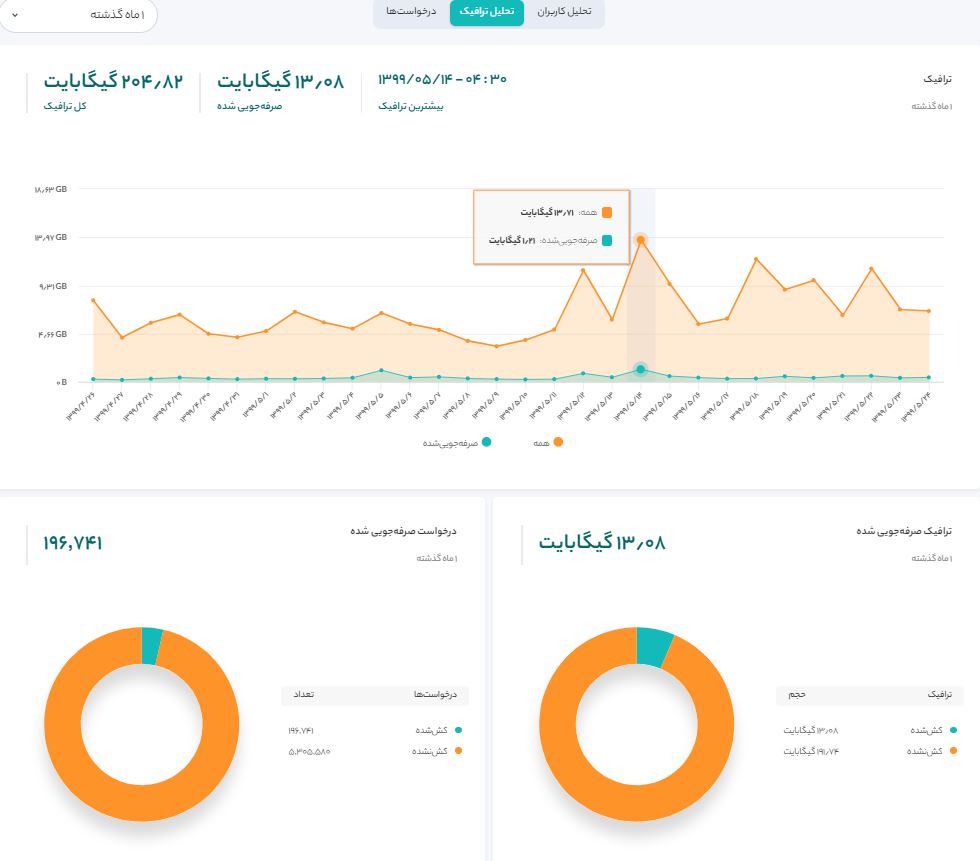 تحلیل کاربران
تحلیل ترافیک
درخواست‌ها
۱ ماه گذشته
ترافیک
۱ ماه گذشته
۱۳۹۹/۰۵/۱۴ – ۰۴:۳۰
بیشترین ترافیک
۱۳٫۰۸ گیگابایت
صرفه‌جویی شده
۲۰۴٫۸۲ گیگابایت
کل ترافیک
۱۸٫۶۳ GB
۱۳٫۹۷ GB
۹٫۳۱ GB
۴٫۶۶ GB
۰ B
همه: ۱۳٫۷۱ گیگابایت
صرفه‌جویی‌شده: ۱٫۲۱ گیگابایت
۱۳۹۹/۴/۲۶
۱۳۹۹/۴/۲۷
۱۳۹۹/۴/۲۸
۱۳۹۹/۴/۲۹
۱۳۹۹/۴/۳۰
۱۳۹۹/۴/۳۱
۱۳۹۹/۵/۱
۱۳۹۹/۵/۲
۱۳۹۹/۵/۳
۱۳۹۹/۵/۴
۱۳۹۹/۵/۵
۱۳۹۹/۵/۶
۱۳۹۹/۵/۷
۱۳۹۹/۵/۸
۱۳۹۹/۵/۹
۱۳۹۹/۵/۱۰
۱۳۹۹/۵/۱۱
۱۳۹۹/۵/۱۲
۱۳۹۹/۵/۱۳
۱۳۹۹/۵/۱۴
۱۳۹۹/۵/۱۵
۱۳۹۹/۵/۱۶
۱۳۹۹/۵/۱۷
۱۳۹۹/۵/۱۸
۱۳۹۹/۵/۱۹
۱۳۹۹/۵/۲۰
۱۳۹۹/۵/۲۱
۱۳۹۹/۵/۲۲
۱۳۹۹/۵/۲۳
۱۳۹۹/۵/۲۴
همه
صرفه‌جویی‌شده
ترافیک صرفه‌جویی شده
۱ ماه گذشته
۱۳٫۰۸ گیگابایت
ترافیک حجم
کش‌شده ۱۳٫۰۸ گیگابایت
کش‌نشده ۱۹۱٫۷۴ گیگابایت
درخواست صرفه‌جویی شده
۱ ماه گذشته
۱۹۶,۷۴۱
درخواست‌ها تعداد
کش‌شده ۱۹۶.۷۴۱
کش‌نشده ۵.۳۰۵.۵۸۰